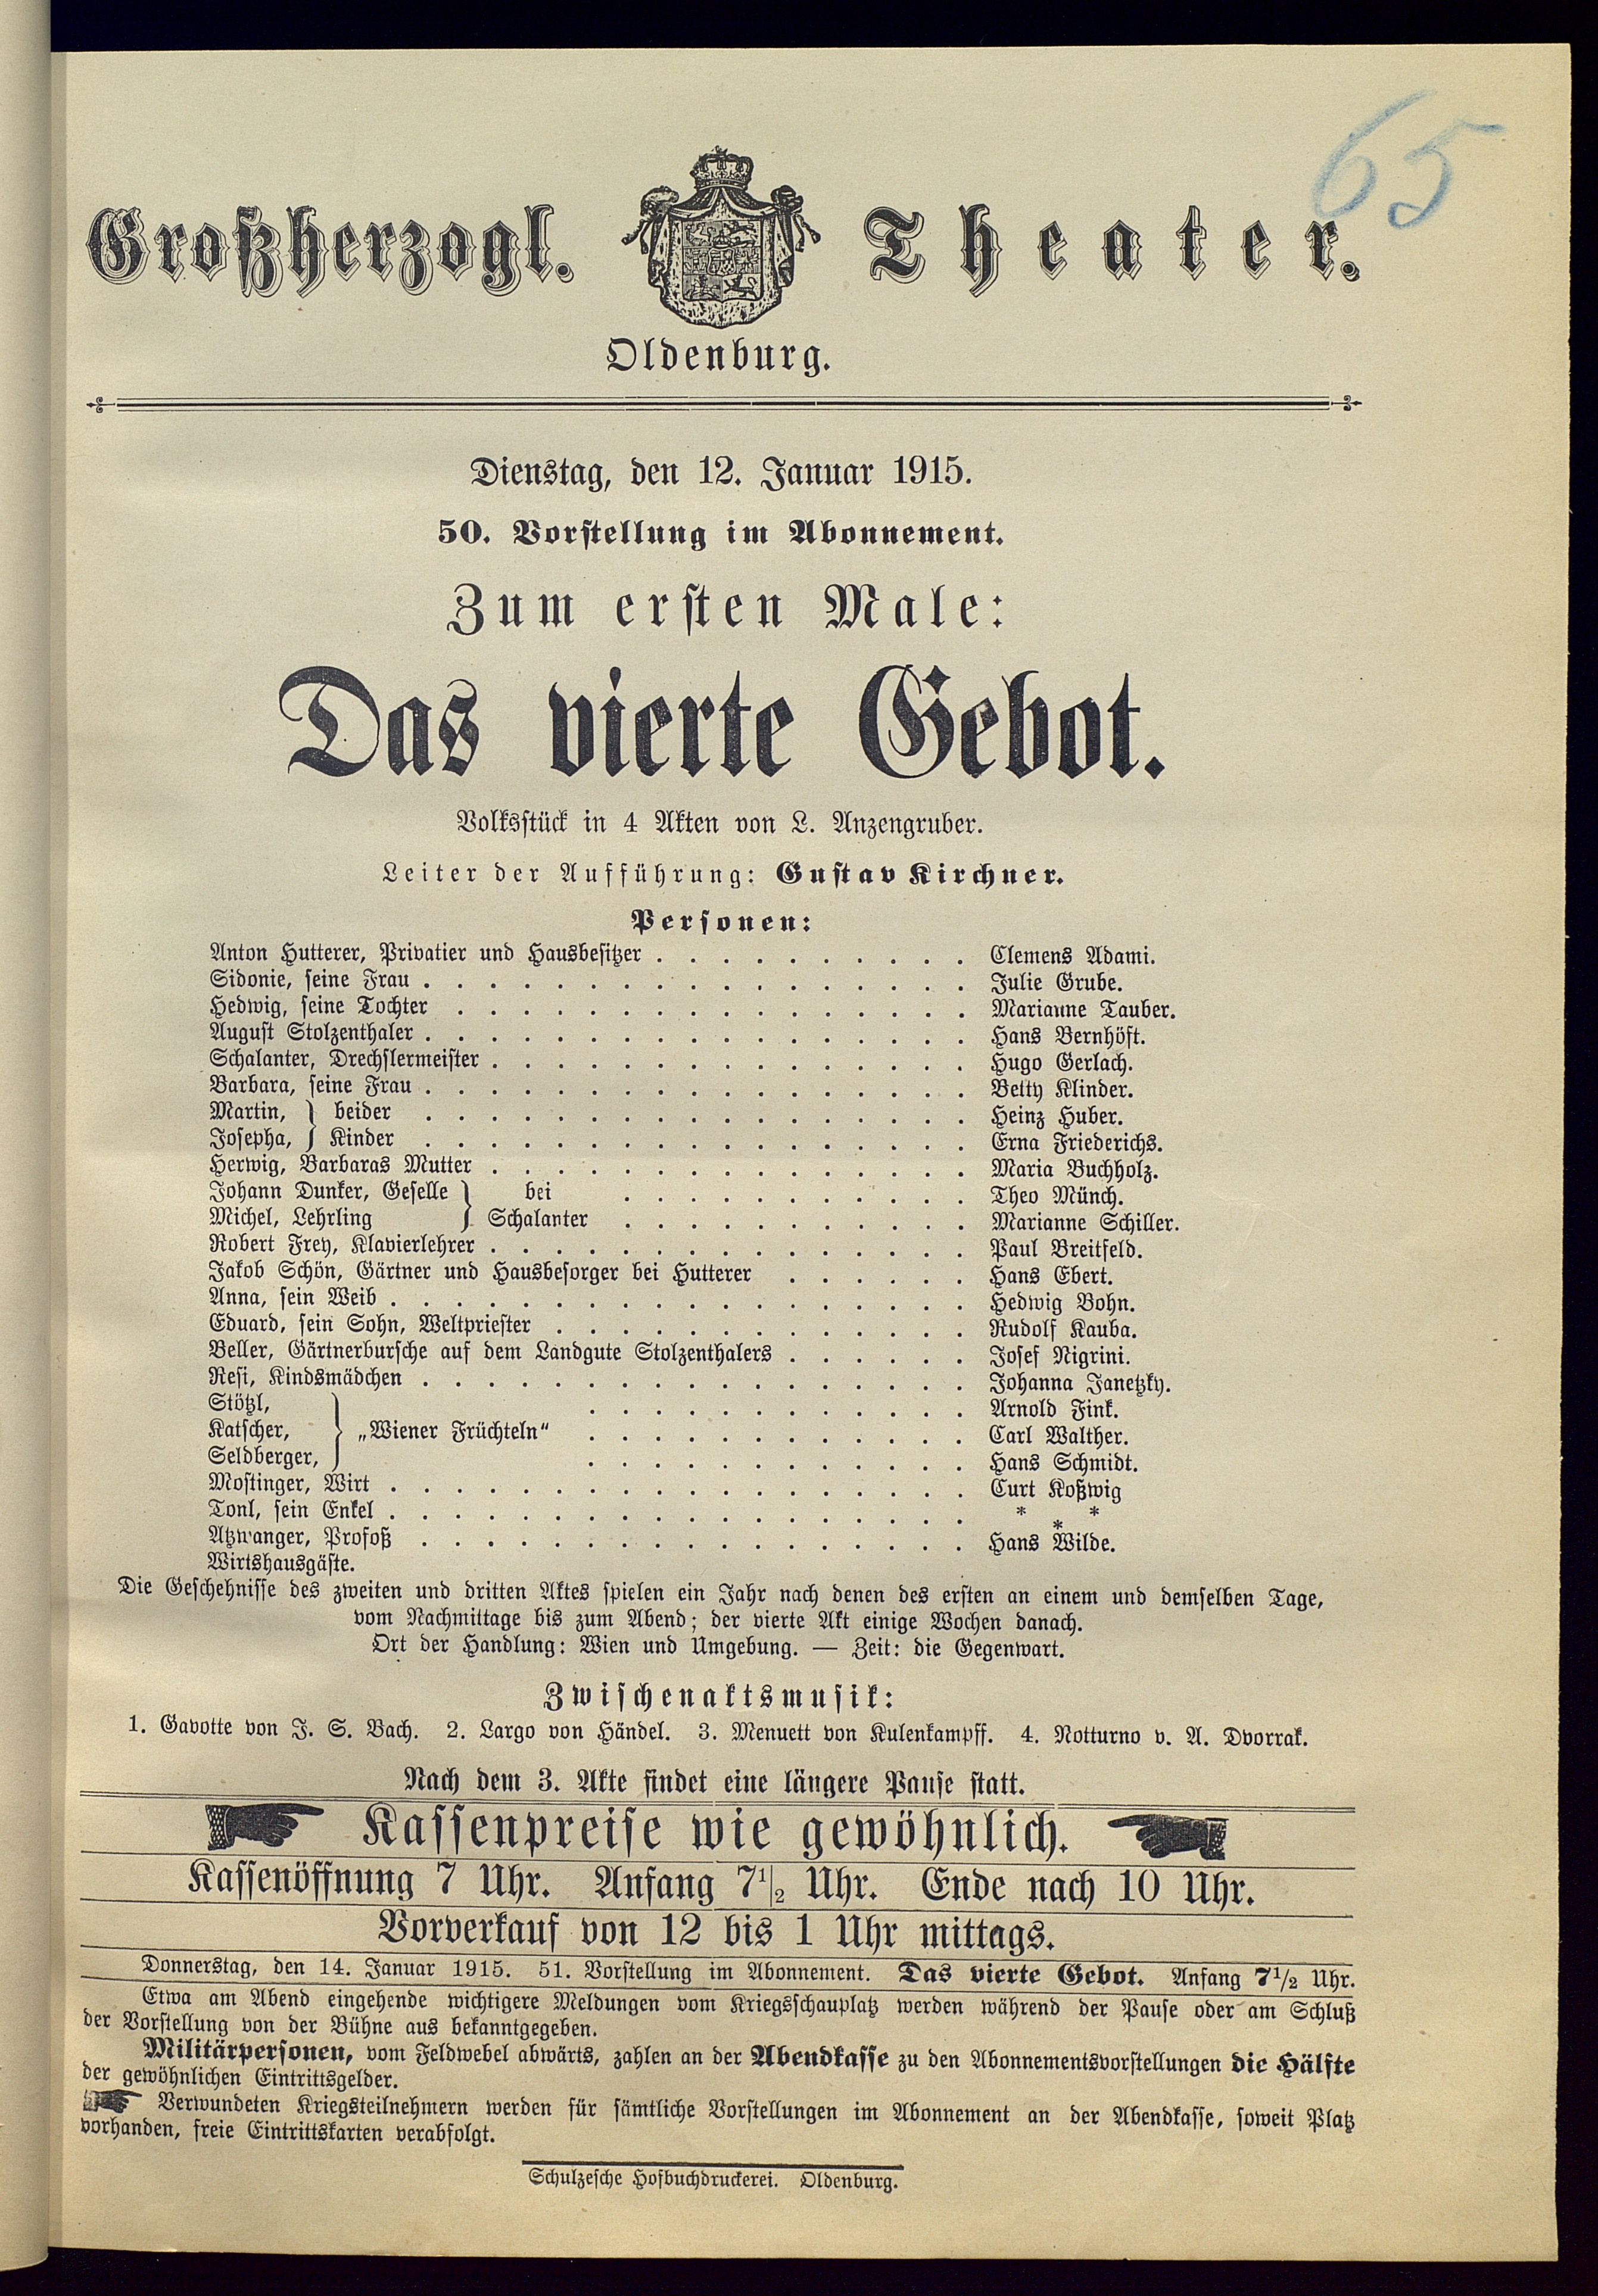 65
Großherzogl. Theater.
Oldenburg.
Dienstag, den 12. Januar 1915.
50. Vorstellung im Abonnement.
Zum ersten Male:
Das vierte Gebot.
Volksstück in 4 Akten von L. Anzengruber.
Leiter der Aufführung: Gustav Kirchner.
Personen:
Anton Hutterer, Privatier und Hausbesitzer . . . . . . . . . . Clemens Adami.
Sidonie, seine Frau . . . . . . . . . . . . . . . . . Julie Grube.
Hedwig, seine Tochter . . . . . . . . . . . . . . . . Marianne Tauber.
August Stolzenthaler . . . . . . . . . . . . . . . . . Hans Bernhöft.
Schalanter, Drechslermeister . . . . . . . . . . . . . . . Hugo Gerlach.
Barbara, seine Frau . . . . . . . . . . . . . . . . . Betty Klinder.
Martin, } beider . . . . . . . . . . . . . . . . . Heinz Huber.
Josepha, } Kinder . . . . . . . . . . . . . . . . . Erna Friederichs.
Herwig, Barbaras Mutter . . . . . . . . . . . . . . . Maria Buchholz.
Johann Dunker, Geselle } bei . . . . . . . . . . . Theo Münch.
Michel, Lehrling } Schalanter . . . . . . . . . . . Marianne Schiller.
Robert Frey, Klavierlehrer . . . . . . . . . . . . . . . Paul Breitfeld.
Jakob Schön, Gärtner und Hausbesorger bei Hutterer . . . . . . Hans Ebert.
Anna, sein Weib . . . . . . . . . . . . . . . . . . Hedwig Bohn.
Eduard, sein Sohn, Weltpriester . . . . . . . . . . . . . Rudolf Kauba.
Beller, Gärtnerbursche auf dem Landgute Stolzenthalers . . . . . . Josef Nigrini.
Resi, Kindsmädchen . . . . . . . . . . . . . . . . . Johanna Janetzky.
Stötzl, } . . . . . . . . . . . . Arnold Fink.
Katscher, } „Wiener Früchteln“ . . . . . . . . . . . . Carl Walther.
Seldberger, } . . . . . . . . . . . . Hans Schmidt.
Mostinger, Wirt . . . . . . . . . . . . . . . . . . Curt Koßwig
Tonl, sein Enkel . . . . . . . . . . . . . . . . . . * * *
Atzwanger, Profoß . . . . . . . . . . . . . . . . . Hans Wilde.
Wirtshausgäste.
Die Geschehnisse des zweiten und dritten Aktes spielen ein Jahr nach denen des ersten an einem und demselben Tage,
vom Nachmittage bis zum Abend; der vierte Akt einige Wochen danach.
Ort der Handlung: Wien und Umgebung. — Zeit: die Gegenwart.
Zwischenaktsmusik:
1. Gavotte von J. S. Bach. 2. Largo von Händel. 3. Menuett von Kulenkampff. 4. Notturno v. A. Dvorrak.
Nach dem 3. Akte findet eine längere Pause statt.
Kassenpreise wie gewöhnlich.
Kassenöffnung 7 Uhr. Anfang 7 1/2 Uhr. Ende nach 10 Uhr.
Vorverkauf von 12 bis 1 Uhr mittags.
Donnerstag, den 14. Januar 1915. 51. Vorstellung im Abonnement. Das vierte Gebot. Anfang 7 1/2 Uhr.
Etwa am Abend eingehende wichtigere Meldungen vom Kriegsschauplatz werden während der Pause oder am Schluß
der Vorstellung von der Bühne aus bekanntgegeben.
Militärpersonen, vom Feldwebel abwärts, zahlen an der Abendkasse zu den Abonnementsvorstellungen die Hälfte
der gewöhnlichen Eintrittsgelder.
Verwundeten Kriegsteilnehmern werden für sämtliche Vorstellungen im Abonnement an der Abendkasse, soweit Platz
vorhanden, freie Eintrittskarten verabfolgt.
Schulzesche Hofbuchdruckerei. Oldenburg.